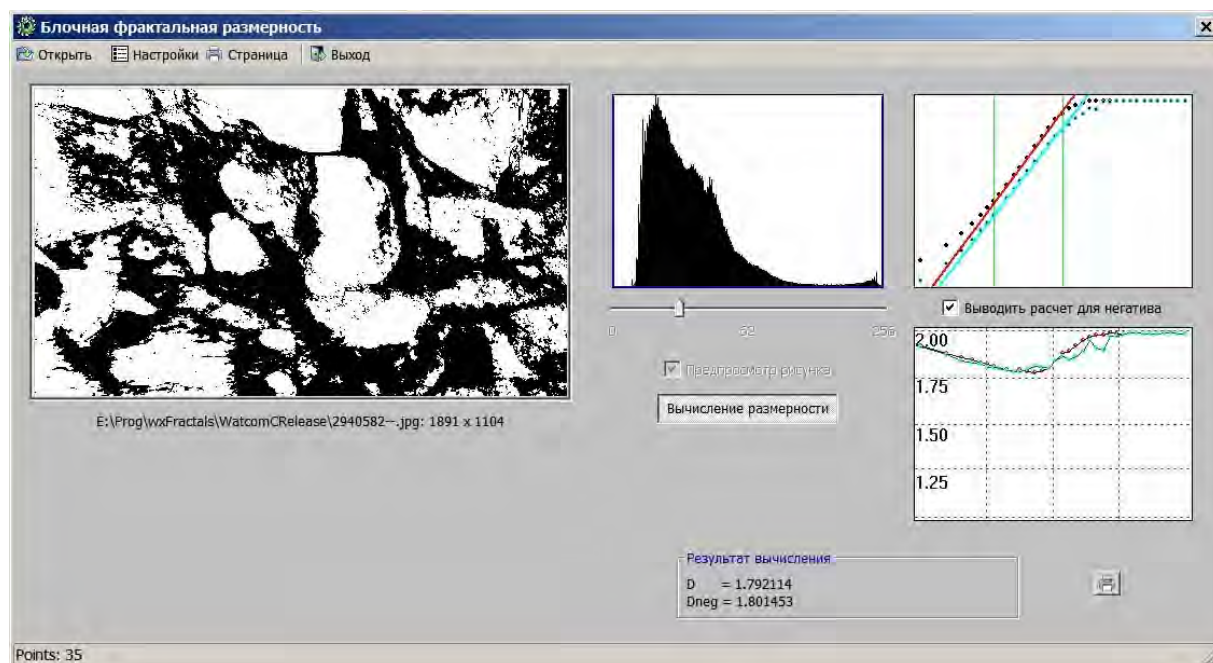 Блочная фрактальная размерность
Открыть Настройки Страница Выход
E:\Prog\wxFractals\WatcomCRelease\2940582--.jpg: 1891 x 1104
0 62 256
Предпросмотр рисунка
Вычисление размерности
Выводить расчет для негатива
2.00
1.75
1.50
1.25
Результат вычисления
D = 1.792114
Dneg = 1.801453
Points: 35